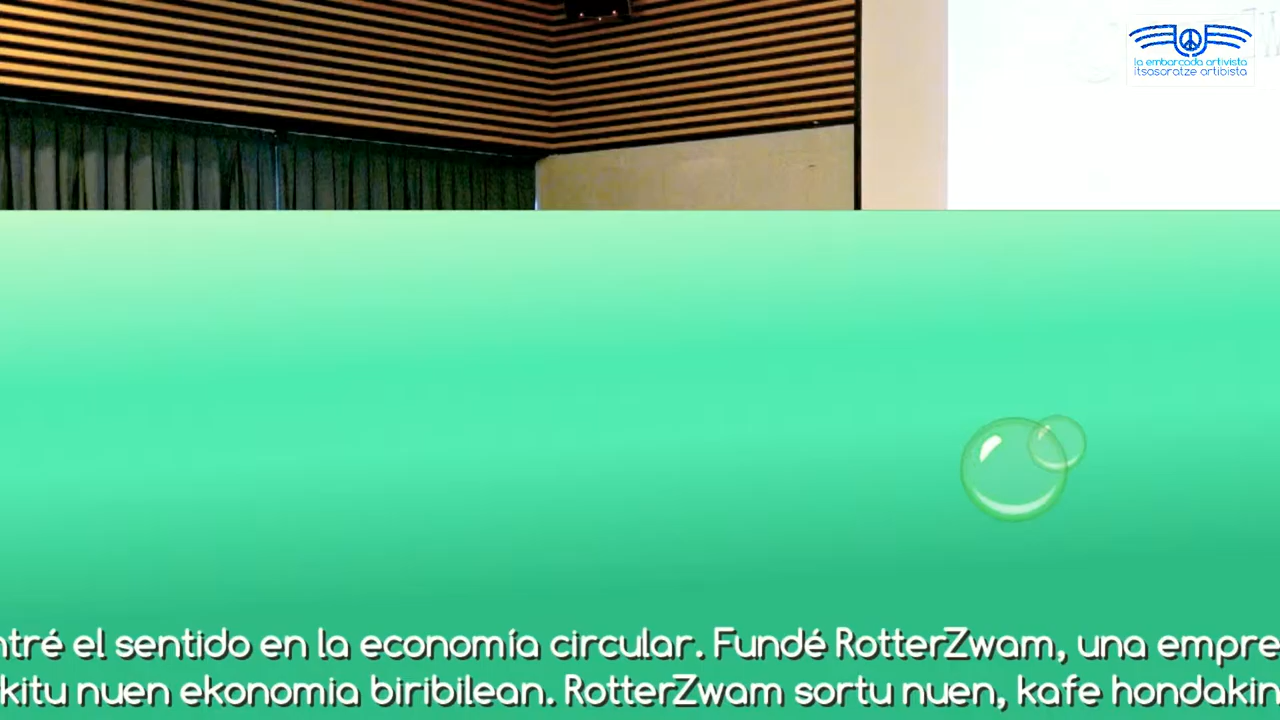 la embarcada artivista
itsasoratze artibista
ntré el sentido en la economía circular. Fundé RotterZwam, una empre
kitu nuen ekonomia biribilean. RotterZwam sortu nuen, kafe hondakin